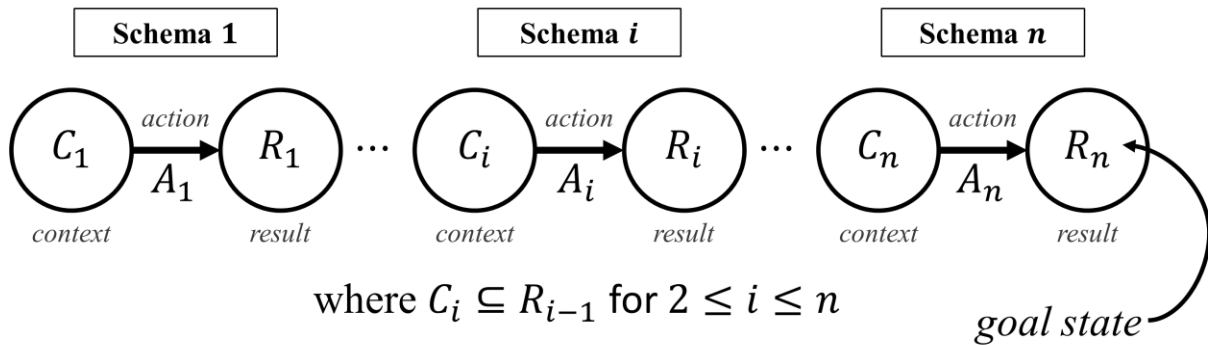 Schema 1 Schema 𝑖 Schema 𝑛
action action action
𝐶₁ 𝑅₁ ⋯ 𝐶ᵢ 𝑅ᵢ ⋯ 𝐶ₙ 𝑅ₙ
𝐴₁ 𝐴ᵢ 𝐴ₙ
context result context result context result
where 𝐶ᵢ ⊆ 𝑅ᵢ₋₁ for 2 ≤ 𝑖 ≤ 𝑛
goal state